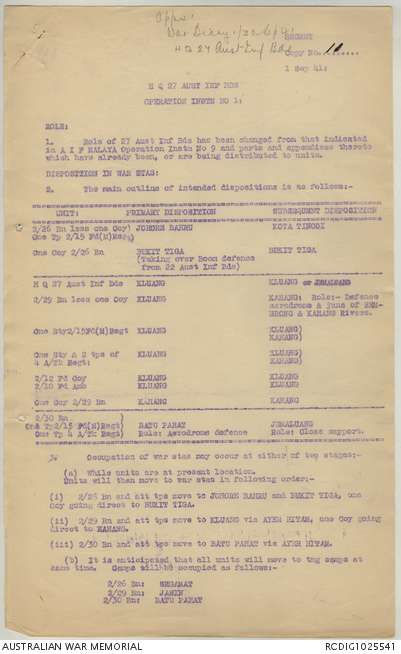 Apps:
War Diary
H Q 27 Aust Inf Bde
SECRET
Copy No. 11
1 Sep 41:
H Q 27 AUST INF BDE
OPERATION INSTN NO 1:
ROLE:
1. Role of 27 Aust Inf Bde has been changed from that indicated
in A I F MALAYA Operation Instn No 9 and parts and appendices thereto
which have already been, or are being distributed to units.
DISPOSITION IN WAR STAS:
2. The main outline of intended dispositions is as follows:-
UNIT: PRIMARY DISPOSITION SUBSEQUENT DISPOSITION
2/26 Bn less one Coy) JOHORE BAHRU KOTA TINGGI
One Tp 2/15 Fd(M)Regt)
One Coy 2/26 Bn BUKIT TIGA BUKIT TIGA
(Taking over Boom defence
from 22 Aust Inf Bde)
H Q 27 Aust Inf Bde KLUANG KLUANG or JEMALUANG
2/29 Bn less one Coy KLUANG KAHANG: Role:- Defence
aerodrome & junc of
KAHANG Rivers.
One Bty 2/15 Fd(M)Regt KLUANG KLUANG)
KAHANG)
One Bty & 2 tps of KLUANG KLUANG)
4 A/Tk Regt: KAHANG)
2/12 Fd Coy KLUANG KLUANG
2/10 Fd Amb KLUANG KLUANG
One Coy 2/29 Bn KAHANG KAHANG
2/30 Bn )
One Tp 2/15 Fd(M)Regt) BATU PAHAT JEMALUANG
One Tp 4 A/Tk Regt) Role: Aerodrome defence Role: Close support.
3. Occupation of war stas may occur at either of two stages:-
(a) While units are at present location.
Units will then move to war stas in following order:-
(i) 2/26 Bn and att tps move to JOHORE BAHRU and BUKIT TIGA, one
Coy going direct to BUKIT TIGA.
(ii) 2/29 Bn and att tps move to KLUANG via AYER HITAM, one Coy going
direct to KAHANG.
(iii) 2/30 Bn and att tps move to BATU PAHAT via AYER HITAM.
(b) It is anticipated that all units will move to tng camps at
same time. Camps will be occupied as follows:-
2/26 Bn: SEGAMAT
2/29 Bn: JASIN
2/30 Bn: BATU PAHAT
AUSTRALIAN WAR MEMORIAL
RCDIG1025541